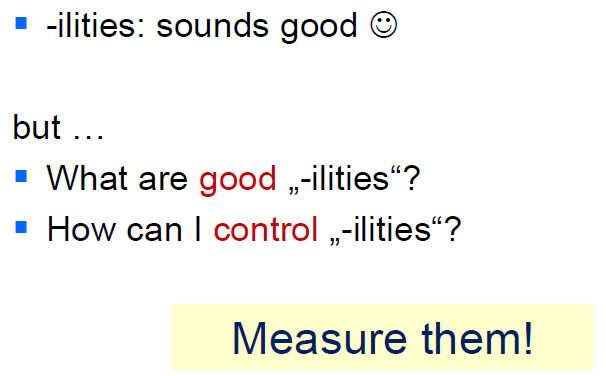 ▪ -ilities: sounds good ☺
but …
▪ What are good „-ilities“?
▪ How can I control „-ilities“?
Measure them!